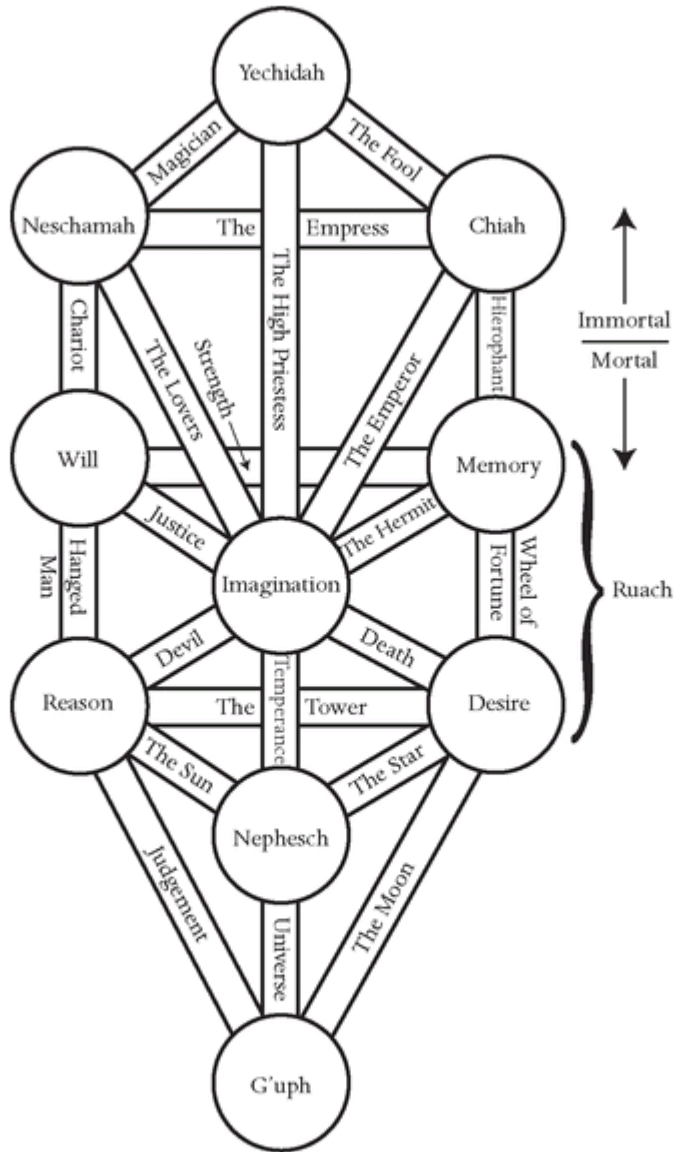 Yechidah
Magician
The Fool
Neschamah
The Empress
Chiah
Chariot
The Lovers
Strength
The High Priestess
The Emperor
Hierophant
Immortal
Mortal
Will
Memory
Justice
The Hermit
Imagination
Hanged
Man
Wheel of
Fortune
Ruach
Devil
Death
Temperance
Reason
The Tower
Desire
The Sun
The Star
Nephesch
Judgement
Universe
The Moon
G'uph